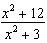 x² + 12
x² + 3